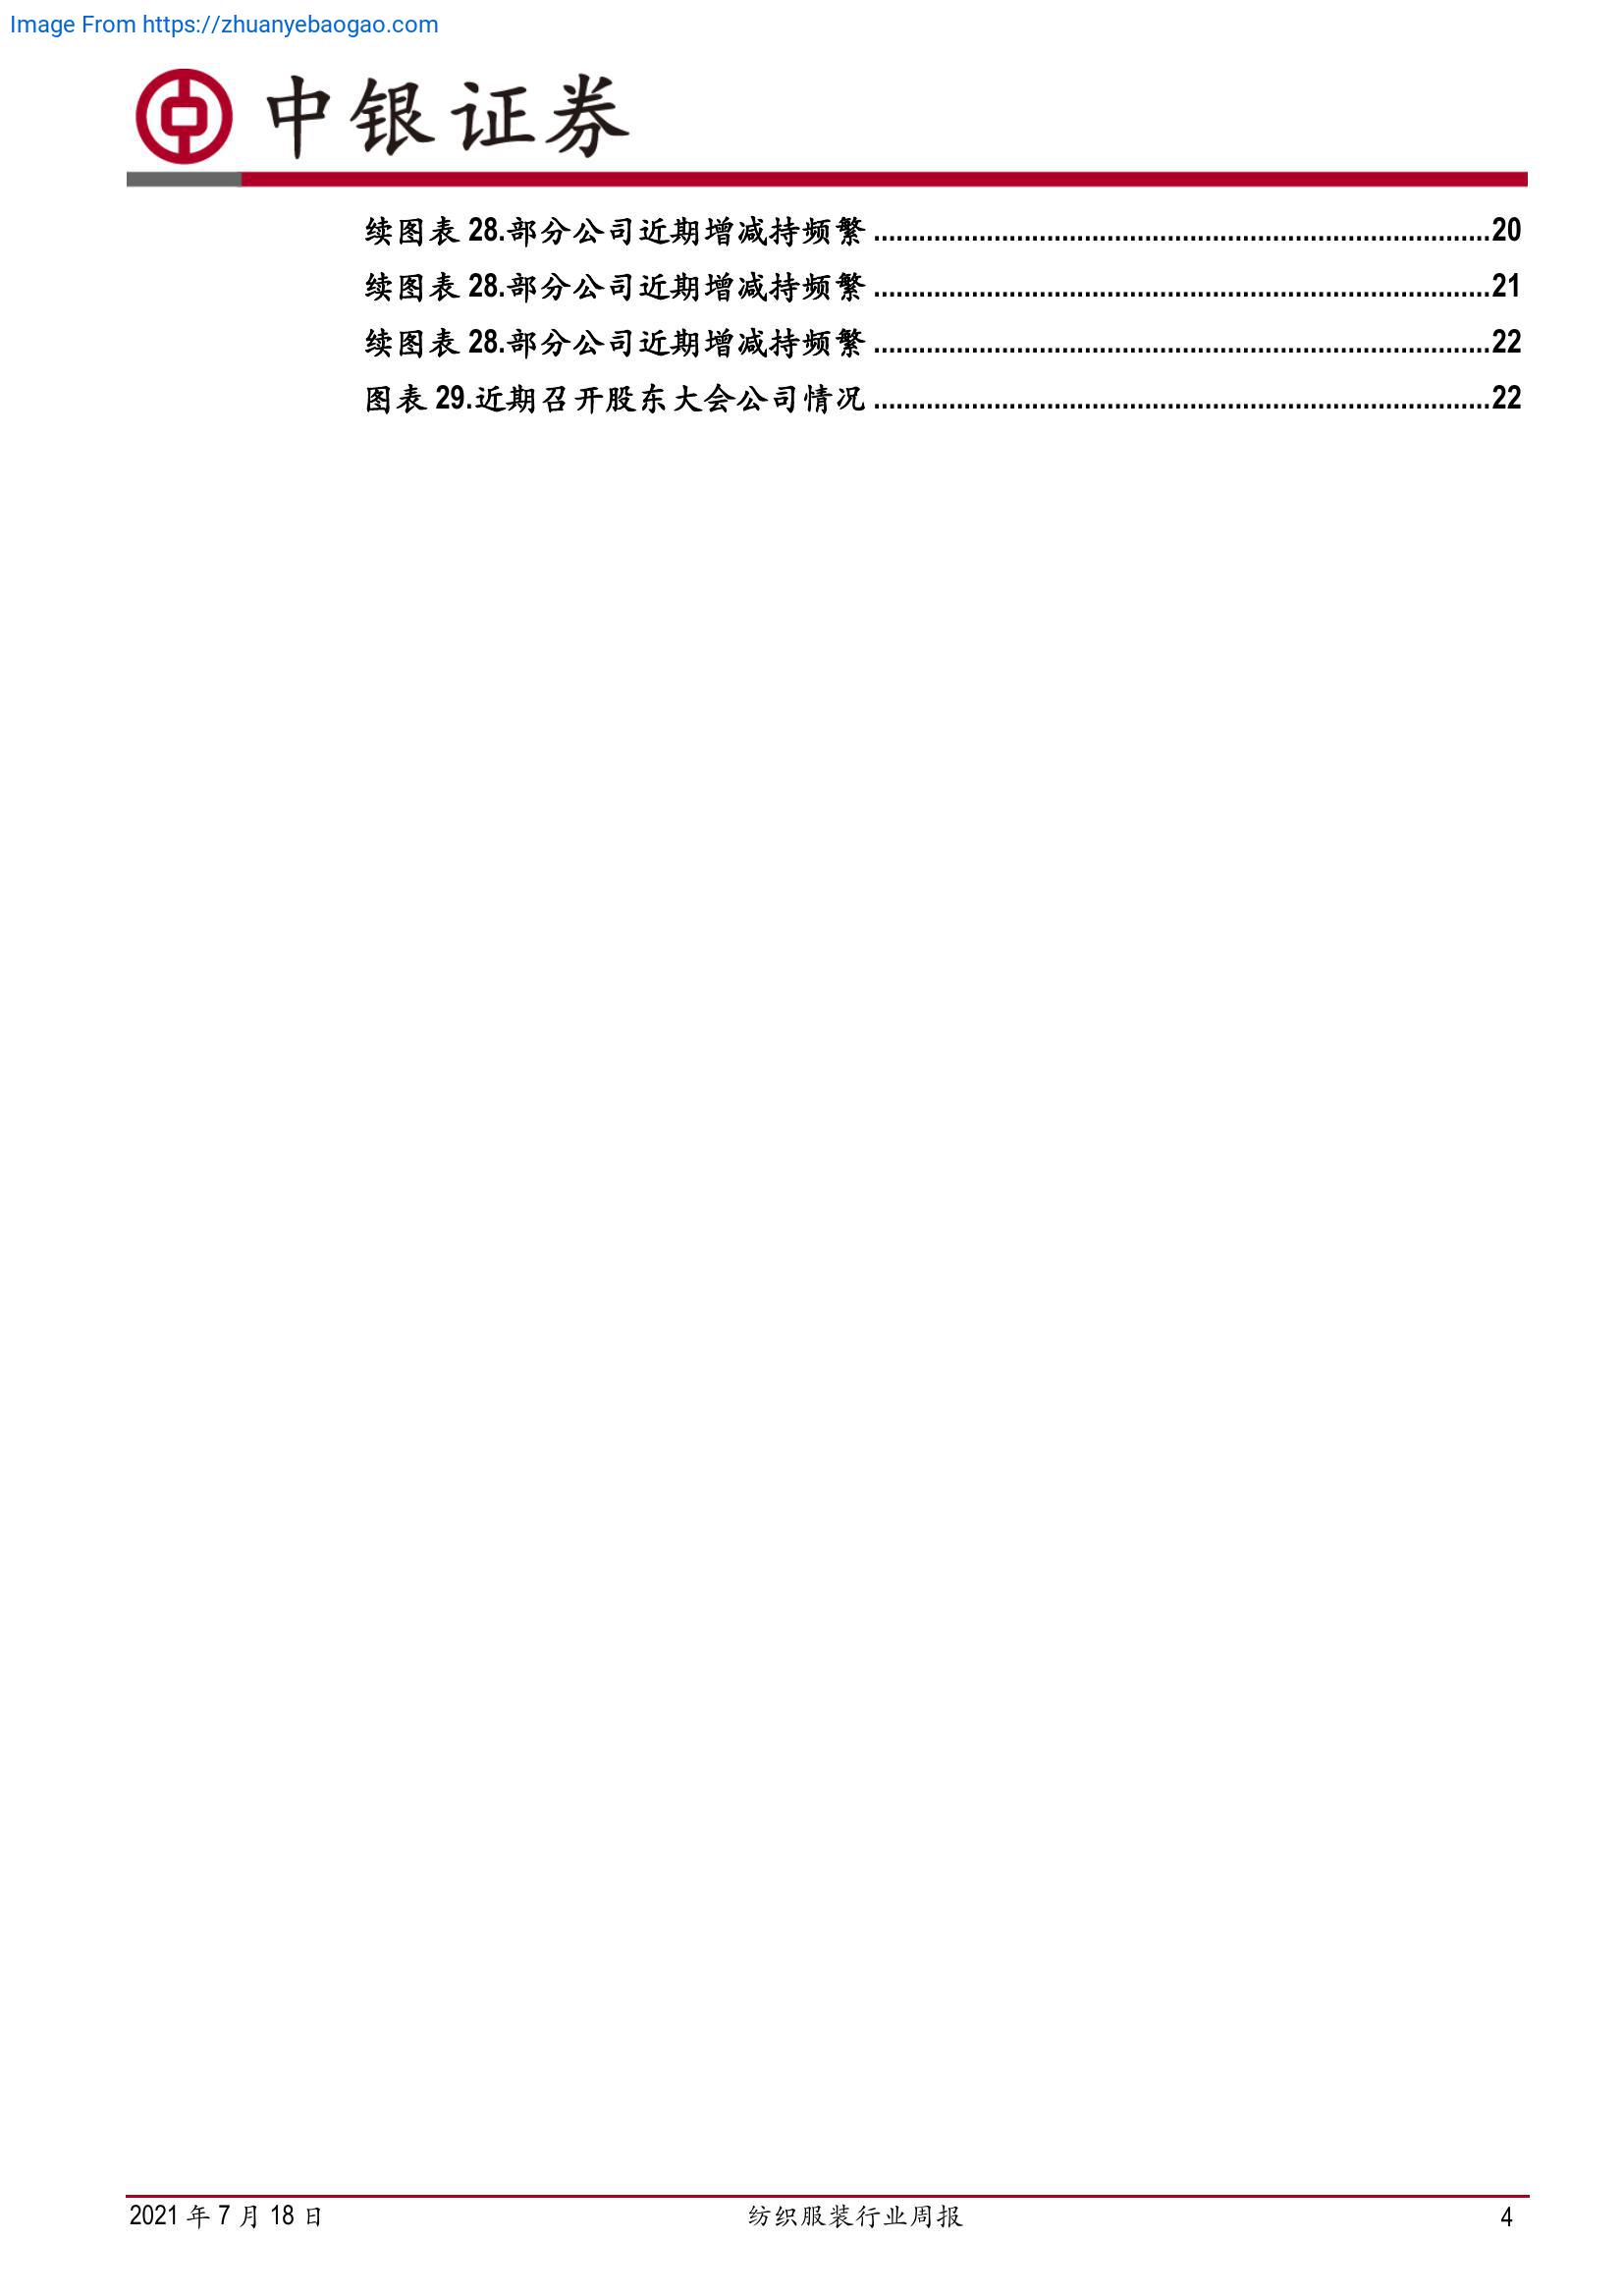 Image From https://zhuanyebaogao.com
中银证券
续图表 28.部分公司近期增减持频繁................................................................................20
续图表 28.部分公司近期增减持频繁................................................................................21
续图表 28.部分公司近期增减持频繁................................................................................22
图表 29.近期召开股东大会公司情况................................................................................22
2021 年 7 月 18 日 纺织服装行业周报 4